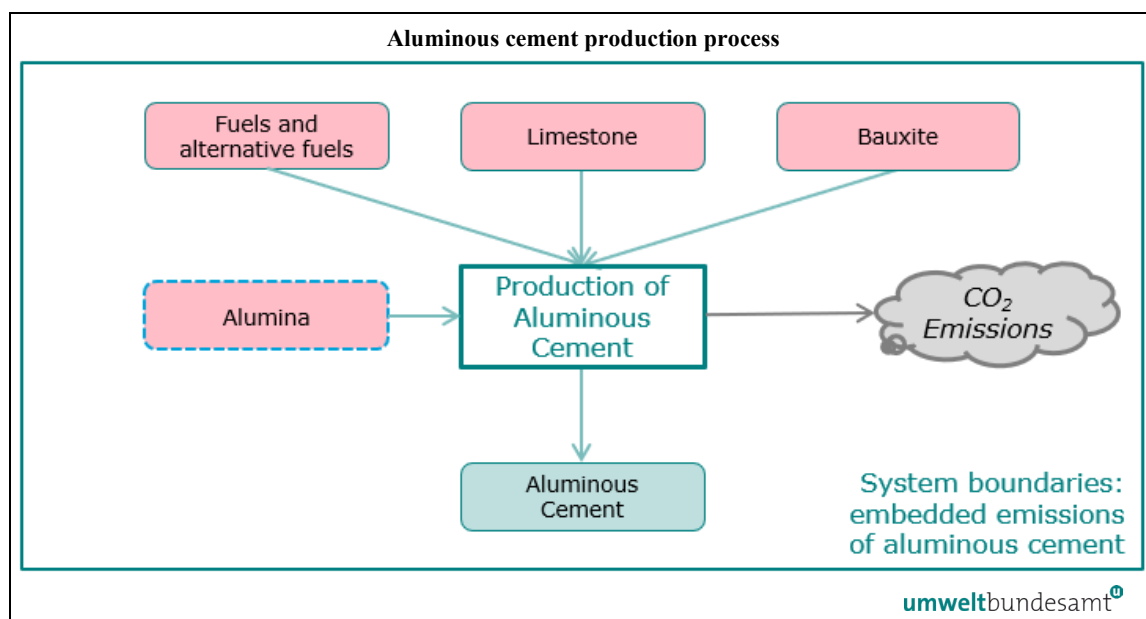 Aluminous cement production process
Fuels and
alternative fuels
Limestone
Bauxite
Alumina
Production of
Aluminous
Cement
CO₂
Emissions
Aluminous
Cement
System boundaries:
embedded emissions
of aluminous cement
umweltbundesamt u